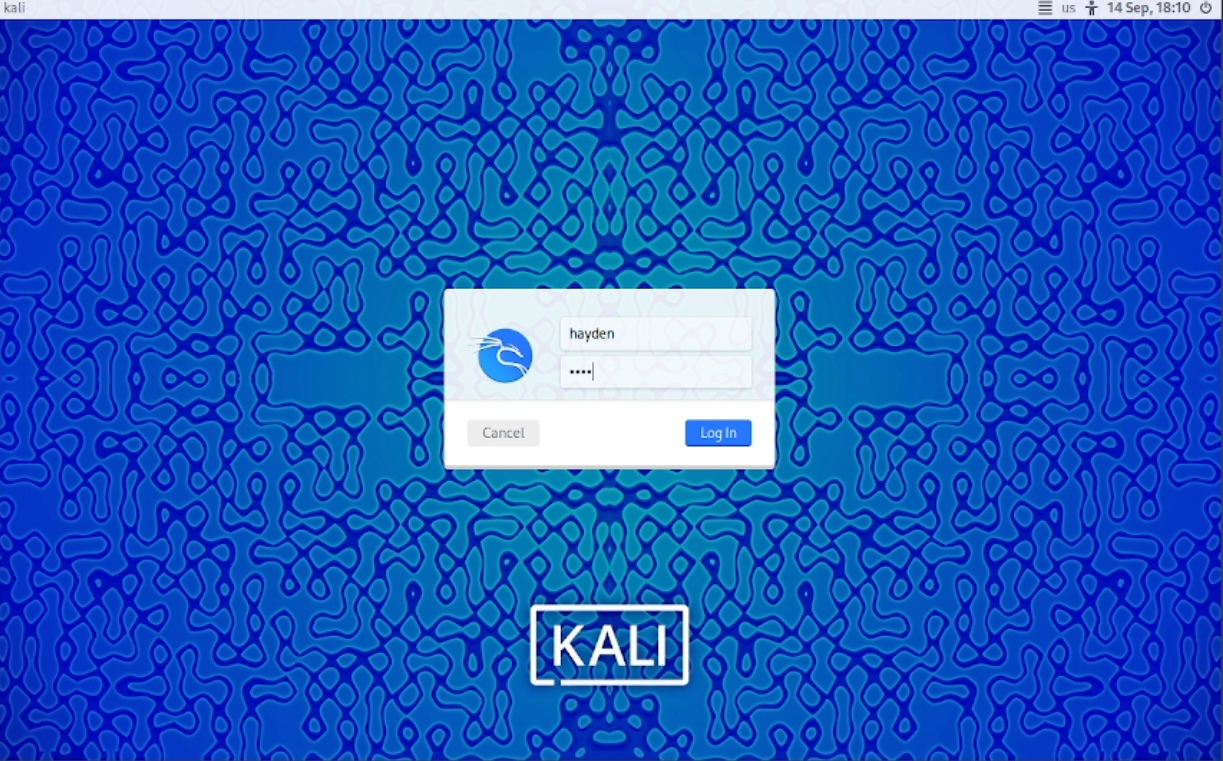 kali
us 14 Sep, 18:10
hayden
••••
Cancel Log In
KALI